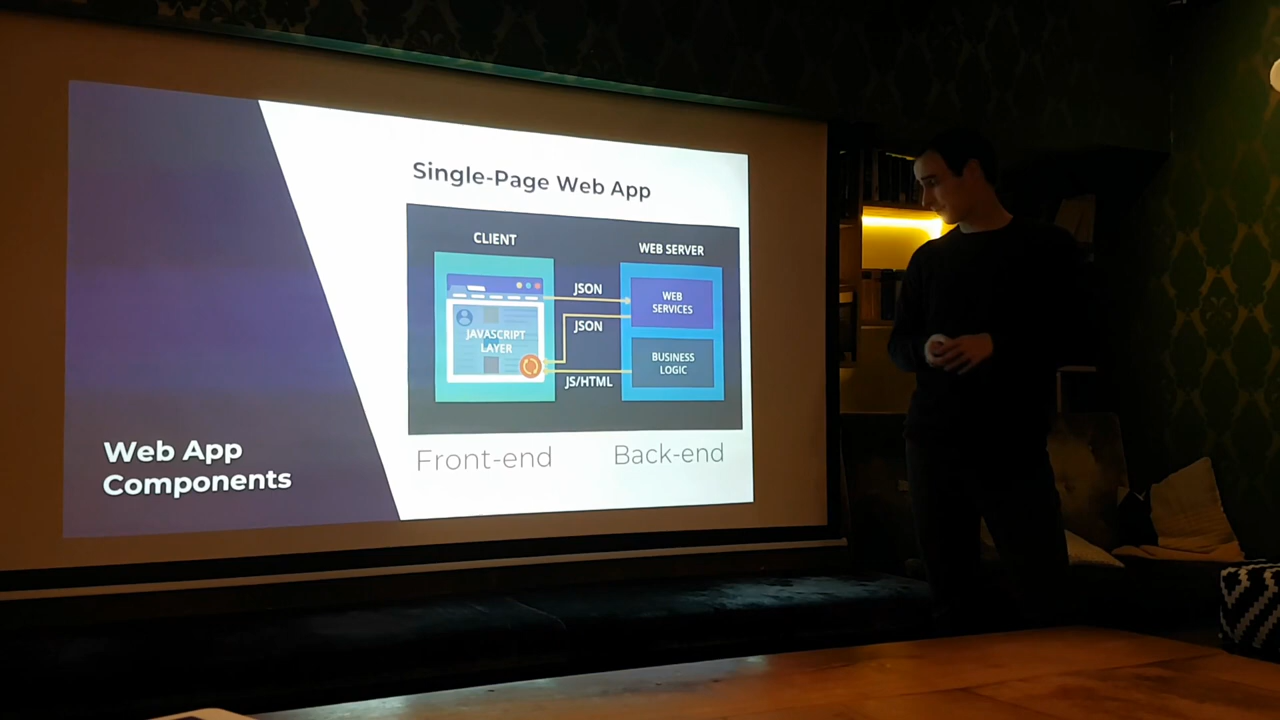 Web App
Components
Single-Page Web App
CLIENT
WEB SERVER
JSON
WEB
SERVICES
JSON
JAVASCRIPT
LAYER
BUSINESS
LOGIC
JS/HTML
Front-end
Back-end